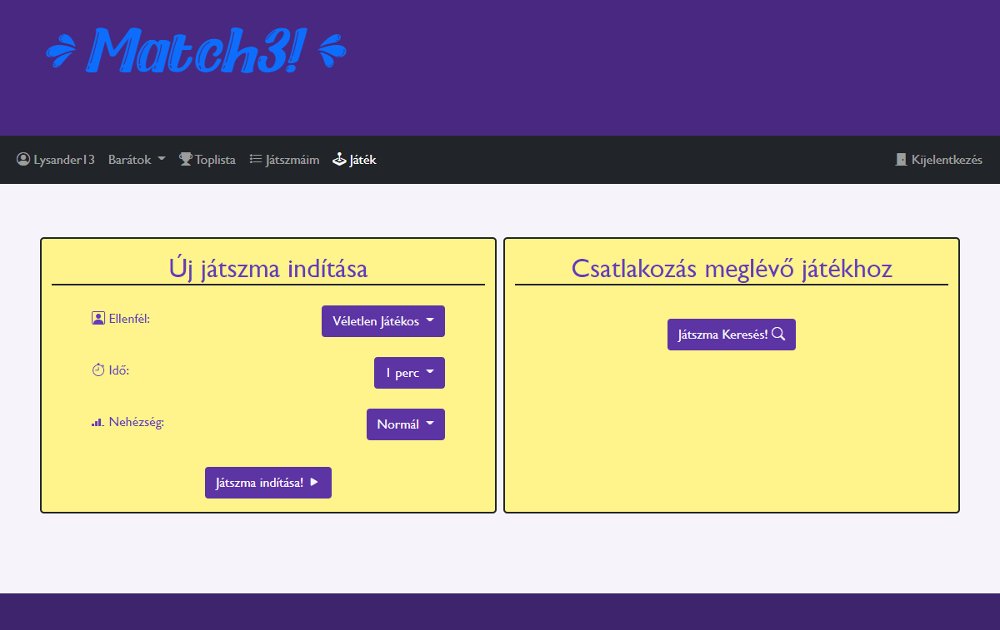 Match3!
Lysander13 Barátok Toplista Játszmáim Játék Kijelentkezés
Új játszma indítása
Ellenfél: Véletlen Játékos
Idő: 1 perc
Nehézség: Normál
Játszma indítása!
Csatlakozás meglévő játékhoz
Játszma Keresés!